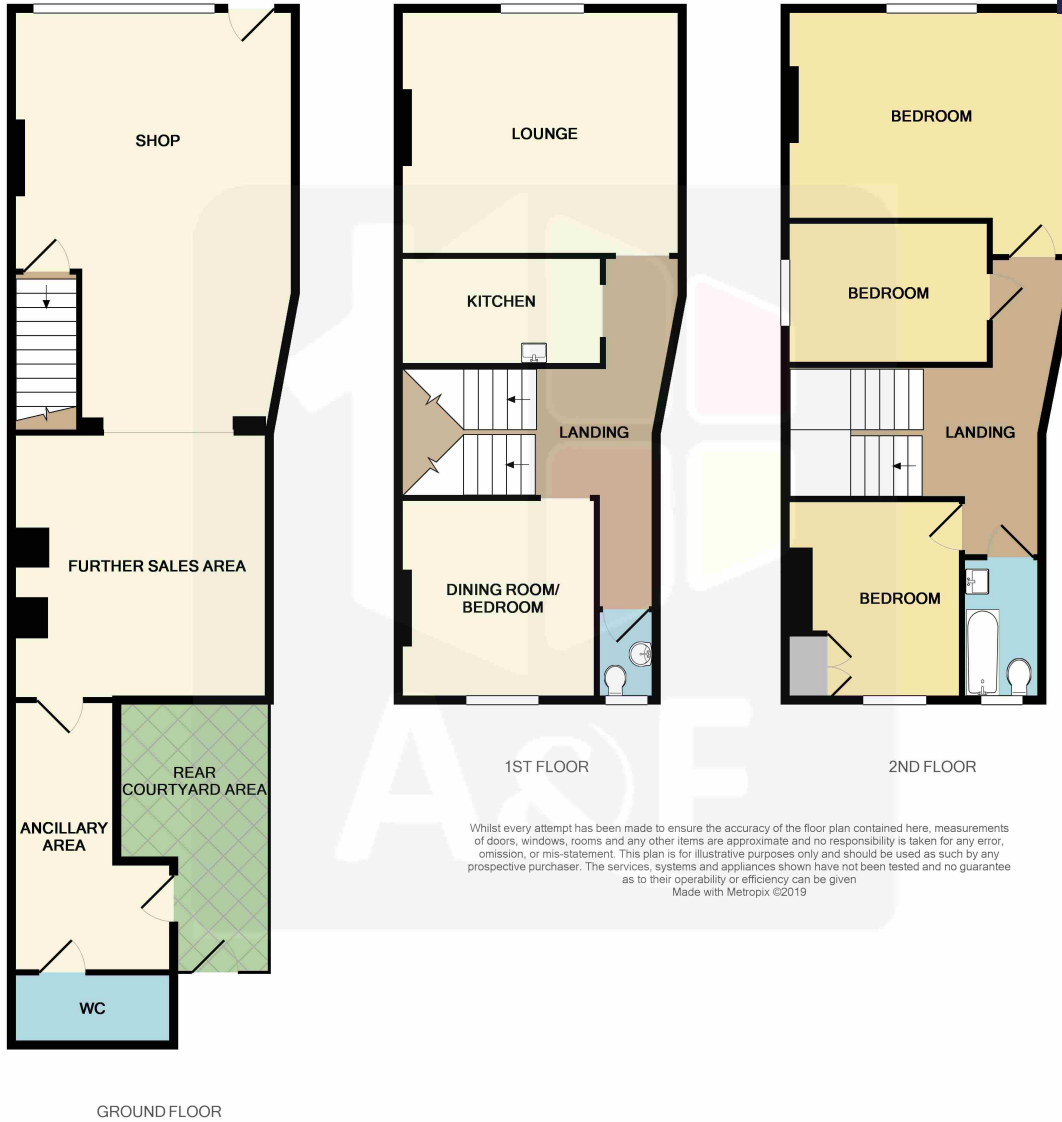 SHOP
FURTHER SALES AREA
ANCILLARY
AREA
REAR
COURTYARD AREA
WC
GROUND FLOOR
LOUNGE
KITCHEN
LANDING
DINING ROOM/
BEDROOM
1ST FLOOR
BEDROOM
BEDROOM
LANDING
BEDROOM
2ND FLOOR
A&F
Whilst every attempt has been made to ensure the accuracy of the floor plan contained here, measurements
of doors, windows, rooms and any other items are approximate and no responsibility is taken for any error,
omission, or mis-statement. This plan is for illustrative purposes only and should be used as such by any
prospective purchaser. The services, systems and appliances shown have not been tested and no guarantee
as to their operability or efficiency can be given
Made with Metropix ©2019